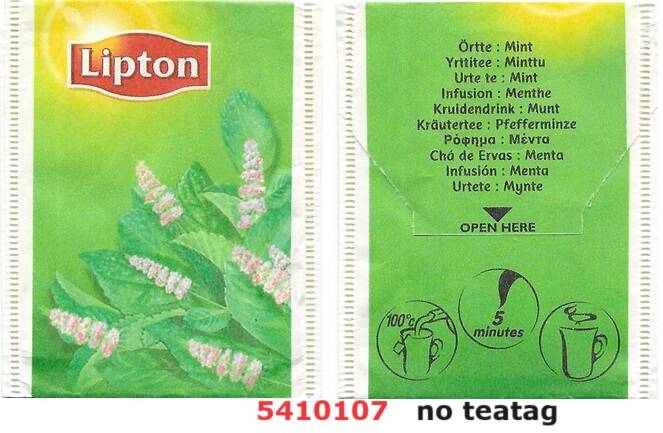 Lipton
Örtte : Mint
Yrttitee : Minttu
Urte te : Mint
Infusion : Menthe
Kruidendrink : Munt
Kräutertee : Pfefferminze
Ρόφημα : Μέντα
Chá de Ervas : Menta
Infusión : Menta
Urtete : Mynte
OPEN HERE
100°c
5
minutes
5410107 no teatag